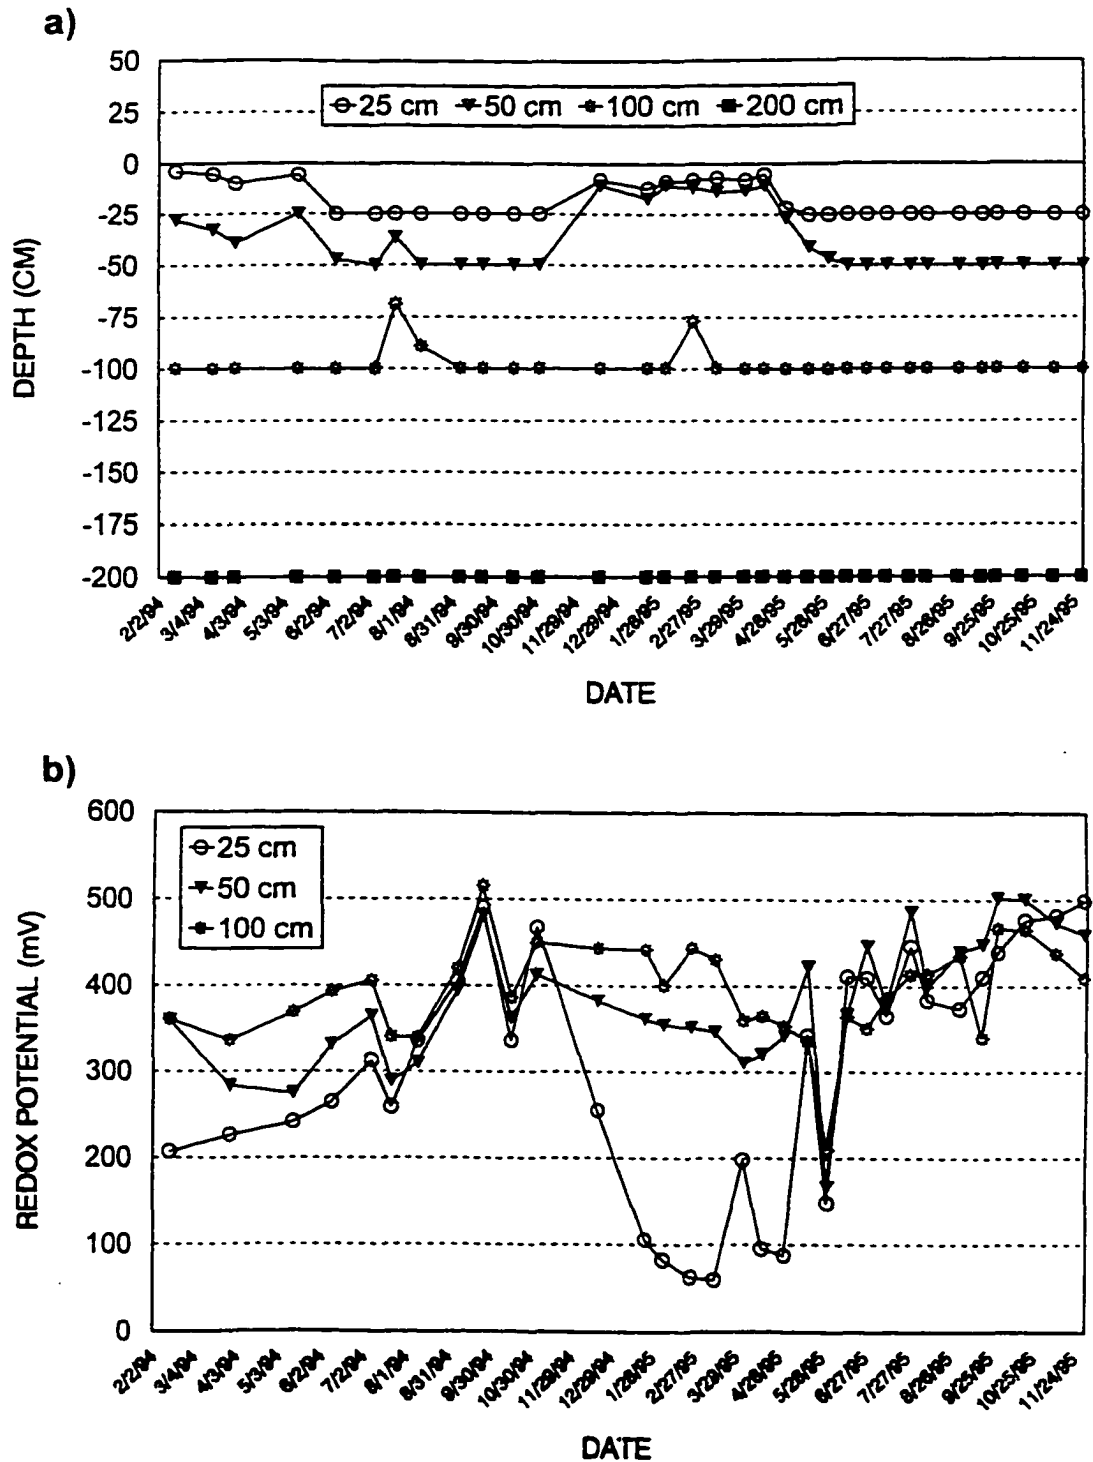 a)
50
25 cm 50 cm 100 cm 200 cm
25
0
-25
-50
-75
-100
-125
-150
-175
-200
DEPTH (CM)
2/2/94 3/4/94 4/3/94 5/3/94 6/2/94 7/2/94 8/1/94 8/31/94 9/30/94 10/30/94 11/29/94 12/29/94 1/28/95 2/27/95 3/29/95 4/28/95 5/28/95 6/27/95 7/27/95 8/26/95 9/25/95 10/25/95 11/24/95
DATE
b)
600
25 cm
50 cm
100 cm
500
400
300
200
100
0
REDOX POTENTIAL (mV)
2/2/94 3/4/94 4/3/94 5/3/94 6/2/94 7/2/94 8/1/94 8/31/94 9/30/94 10/30/94 11/29/94 12/29/94 1/28/95 2/27/95 3/29/95 4/28/95 5/28/95 6/27/95 7/27/95 8/26/95 9/25/95 10/25/95 11/24/95
DATE